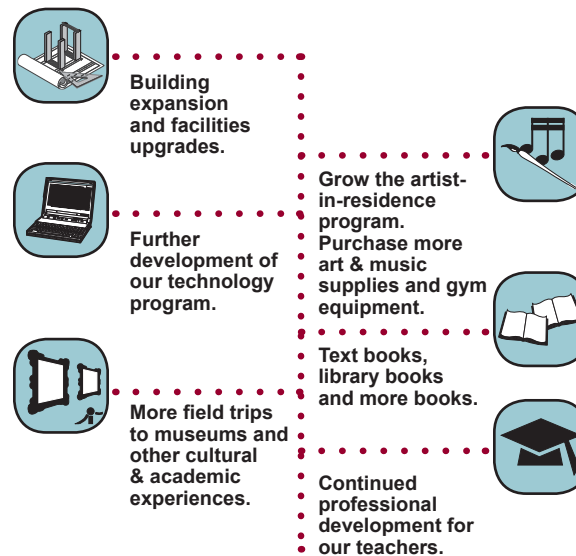 Building
expansion
and facilities
upgrades.
Grow the artist-
in-residence
program.
Purchase more
art & music
supplies and gym
equipment.
Further
development of
our technology
program.
Text books,
library books
and more books.
More field trips
to museums and
other cultural
& academic
experiences.
Continued
professional
development for
our teachers.